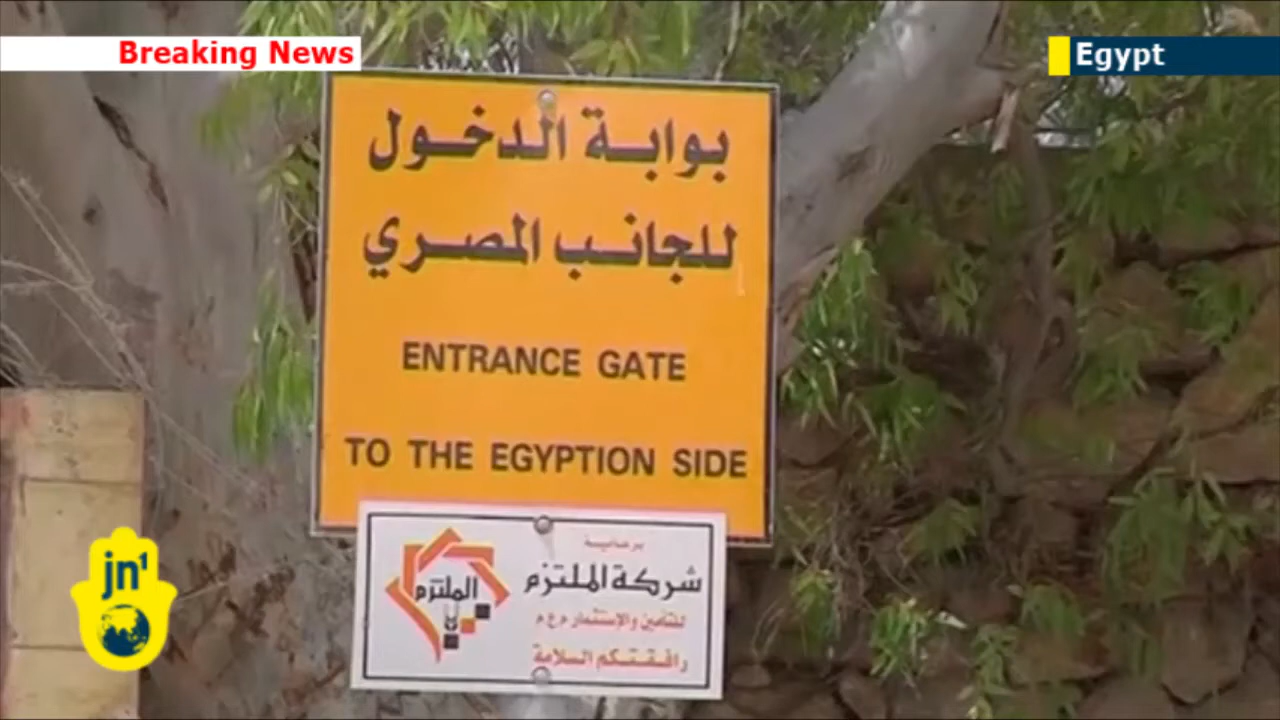 Breaking News
Egypt
بوابة الدخول
للجانب المصري
ENTRANCE GATE
TO THE EGYPTION SIDE
برعاية
شركة الملتزم
للتأمين والإستثمار م ع م
رافقتكم السلامة
الملتزم
jn1